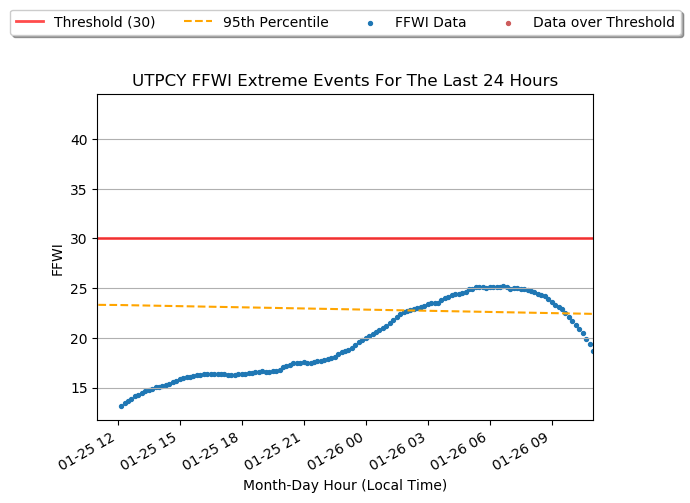 Threshold (30) 95th Percentile FFWI Data Data over Threshold
UTPCY FFWI Extreme Events For The Last 24 Hours
40
35
30
25
20
15
FFWI
01-25 12 01-25 15 01-25 18 01-25 21 01-26 00 01-26 03 01-26 06 01-26 09
Month-Day Hour (Local Time)